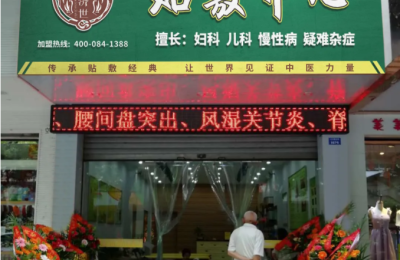 济世
贴敷中心
加盟热线: 400-084-1388
擅长: 妇科 儿科 慢性病 疑难杂症
传承贴敷经典 让世界见证中医力量
、腰间盘突出、风湿关节炎、脊